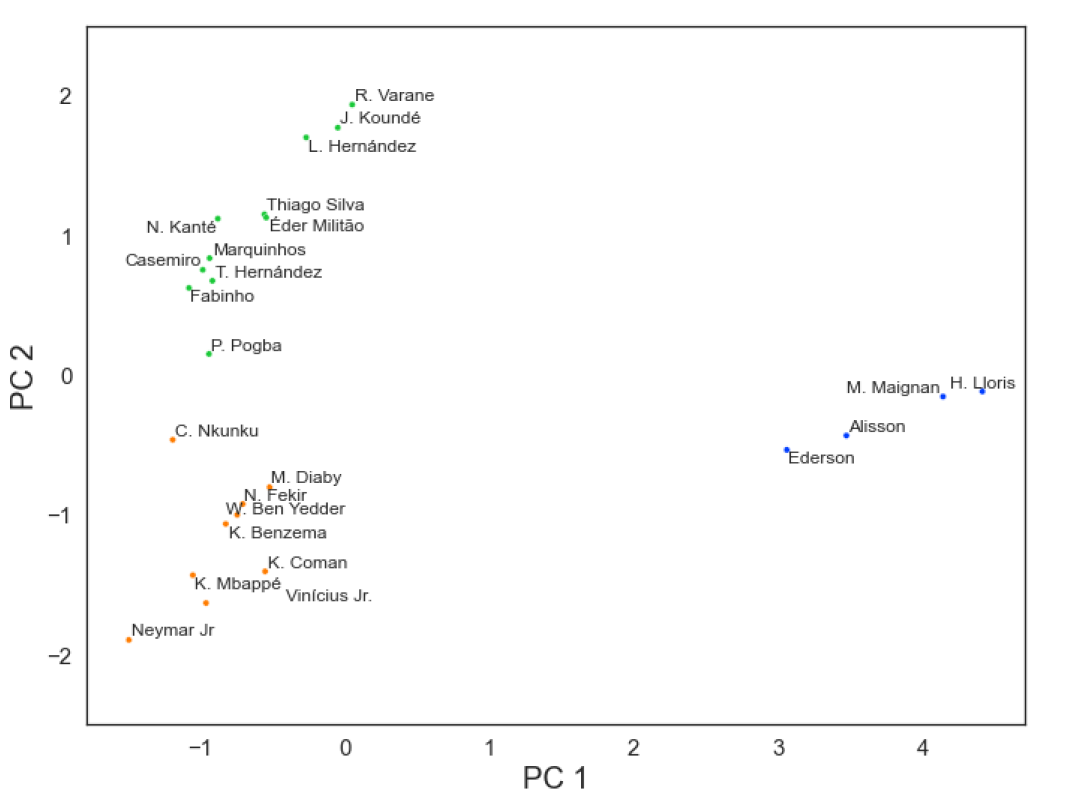 R. Varane
J. Koundé
L. Hernández
Thiago Silva
N. Kanté
Éder Militão
Marquinhos
Casemiro
T. Hernández
Fabinho
P. Pogba
M. Maignan
H. Lloris
Alisson
C. Nkunku
Ederson
M. Diaby
N. Fekir
W. Ben Yedder
K. Benzema
K. Coman
K. Mbappé
Vinícius Jr.
Neymar Jr
2
1
0
−1
−2
PC 2
−1 0 1 2 3 4
PC 1